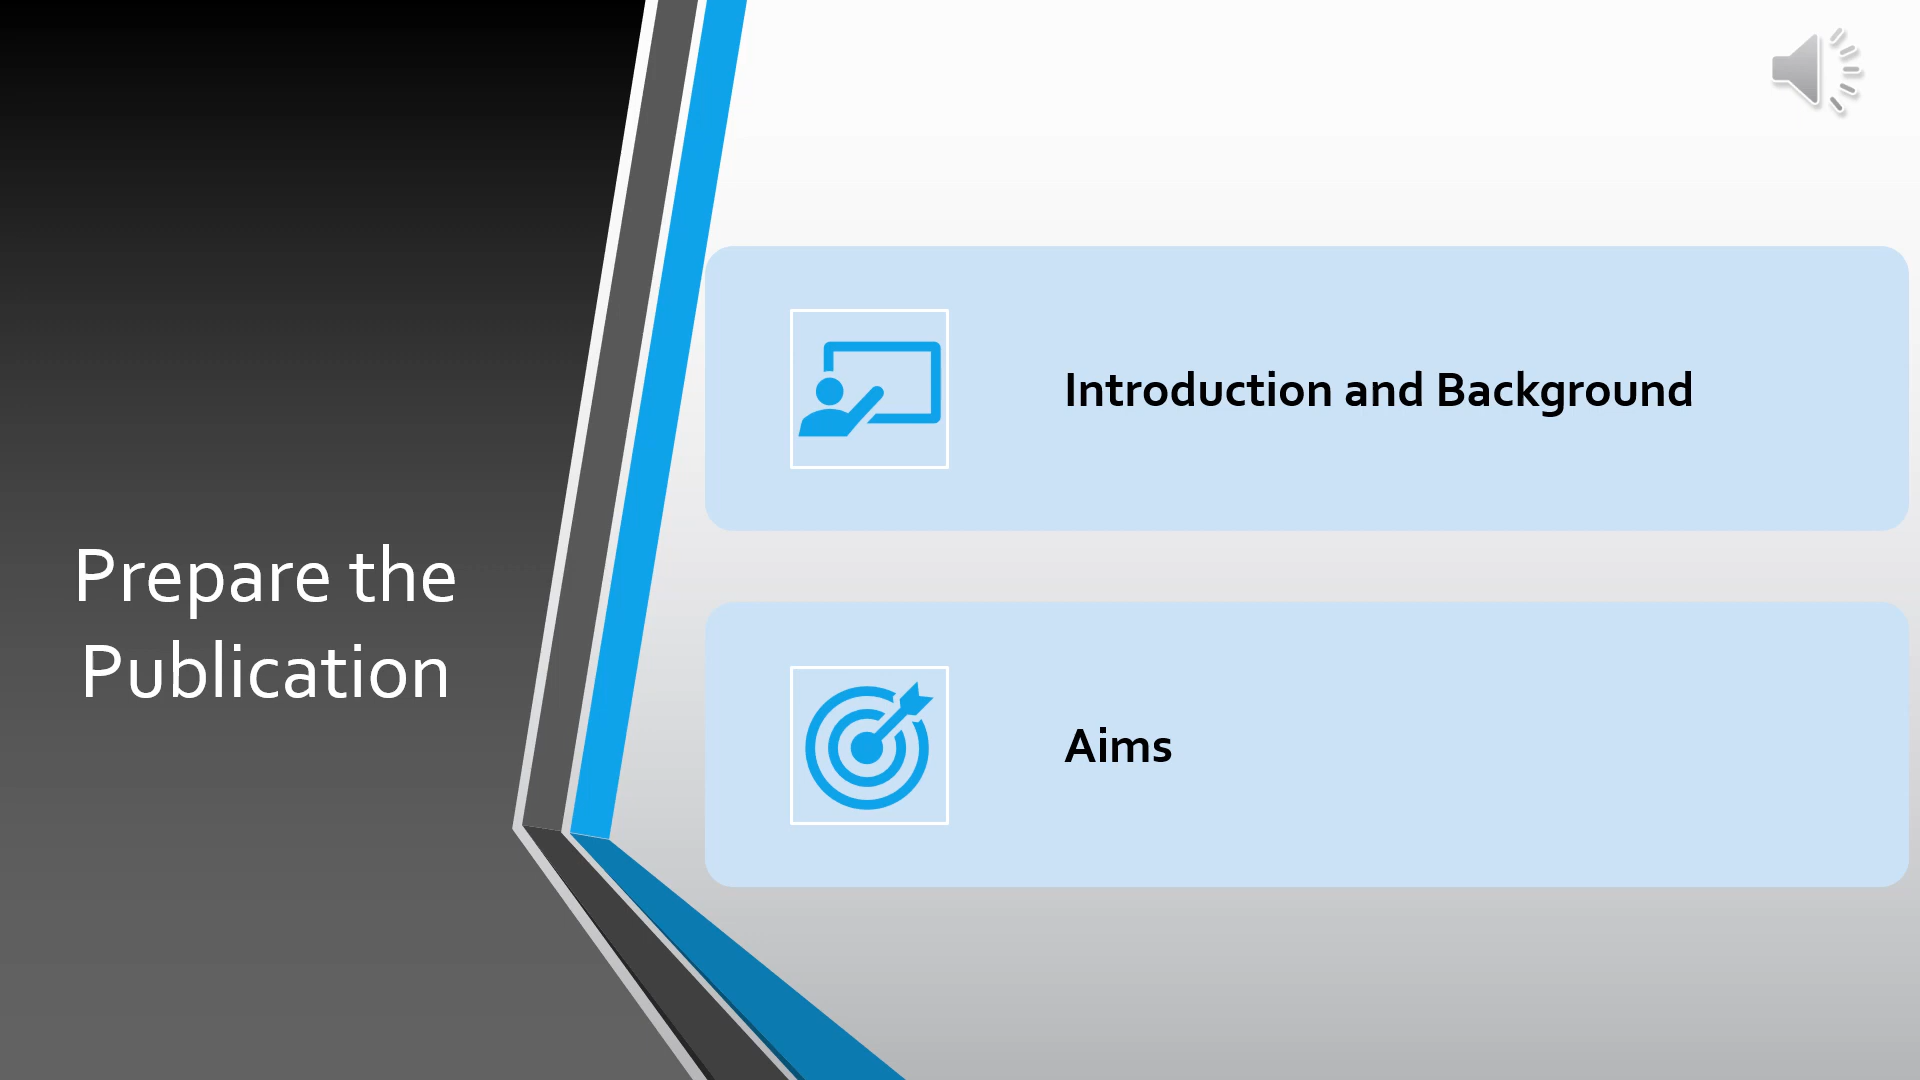 Prepare the
Publication
Introduction and Background
Aims